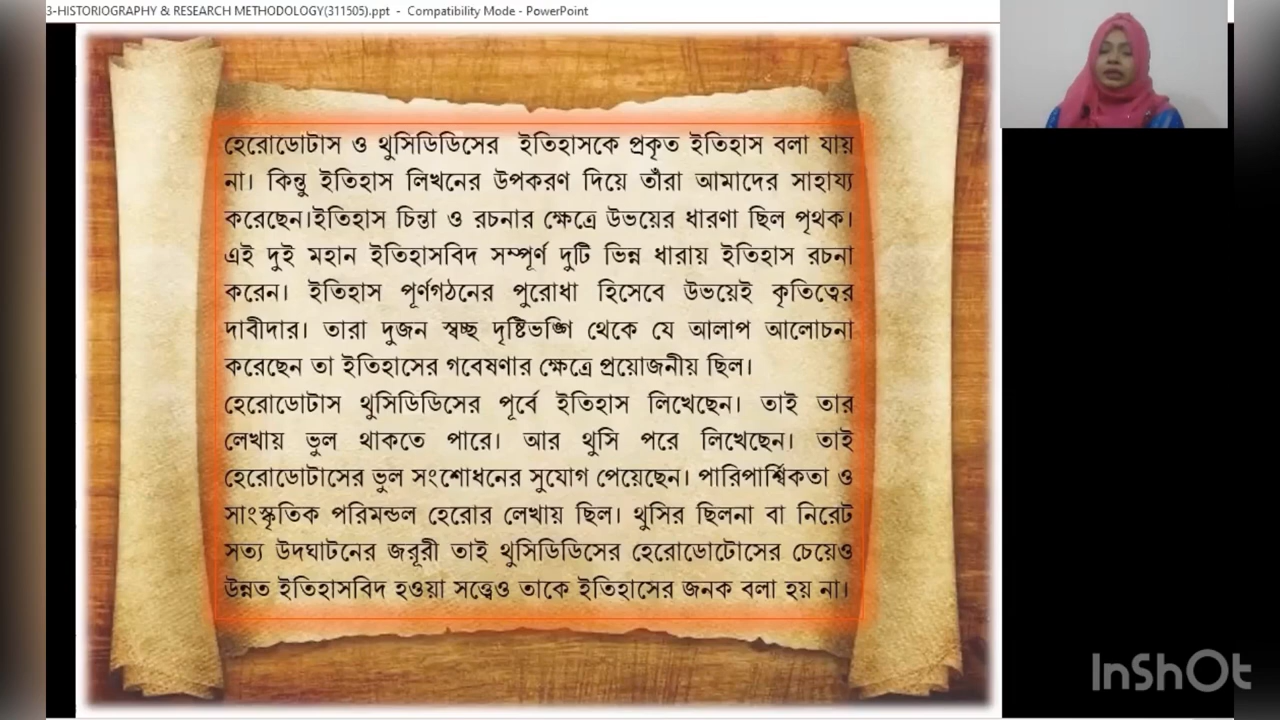 3-HISTORIOGRAPHY & RESEARCH METHODOLOGY(311505).ppt - Compatibility Mode - PowerPoint
হেরোডোটাস ও থুসিডিডিসের ইতিহাসকে প্রকৃত ইতিহাস বলা যায়
না। কিন্তু ইতিহাস লিখনের উপকরণ দিয়ে তাঁরা আমাদের সাহায্য
করেছেন।ইতিহাস চিন্তা ও রচনার ক্ষেত্রে উভয়ের ধারণা ছিল পৃথক।
এই দুই মহান ইতিহাসবিদ সম্পূর্ণ দুটি ভিন্ন ধারায় ইতিহাস রচনা
করেন। ইতিহাস পূর্ণগঠনের পুরোধা হিসেবে উভয়েই কৃতিত্বের
দাবীদার। তারা দুজন স্বচ্ছ দৃষ্টিভঙ্গি থেকে যে আলাপ আলোচনা
করেছেন তা ইতিহাসের গবেষণার ক্ষেত্রে প্রয়োজনীয় ছিল।
হেরোডোটাস থুসিডিডিসের পূর্বে ইতিহাস লিখেছেন। তাই তার
লেখায় ভুল থাকতে পারে। আর থুসি পরে লিখেছেন। তাই
হেরোডোটাসের ভুল সংশোধনের সুযোগ পেয়েছেন। পারিপার্শ্বিকতা ও
সাংস্কৃতিক পরিমন্ডল হেরোর লেখায় ছিল। থুসির ছিলনা বা নিরেট
সত্য উদঘাটনের জরূরী তাই থুসিডিডিসের হেরোডোটোসের চেয়েও
উন্নত ইতিহাসবিদ হওয়া সত্ত্বেও তাকে ইতিহাসের জনক বলা হয় না।
InShOt